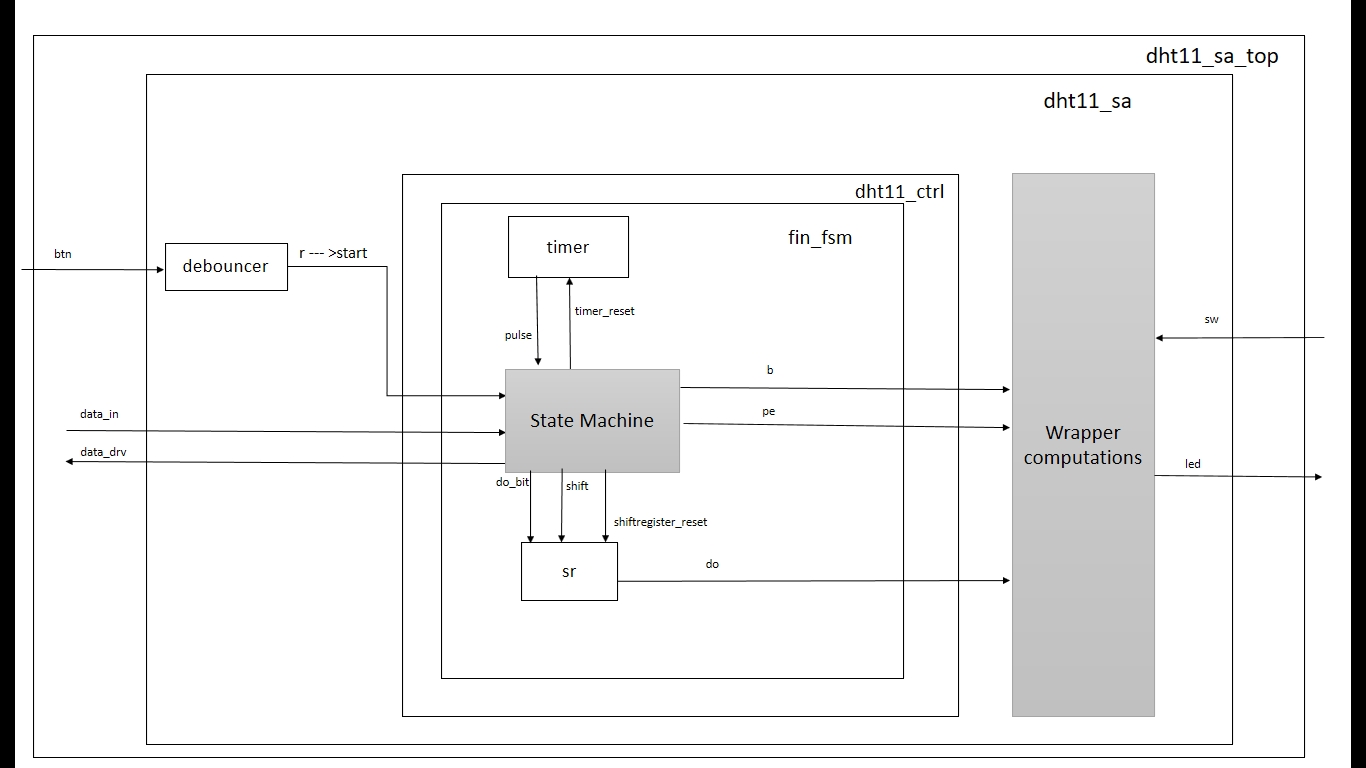 dht11_sa_top
dht11_sa
dht11_ctrl
fin_fsm
timer
btn
debouncer
r --- >start
timer_reset
pulse
sw
b
pe
data_in
State Machine
data_drv
Wrapper
computations
led
do_bit
shift
shiftregister_reset
sr
do